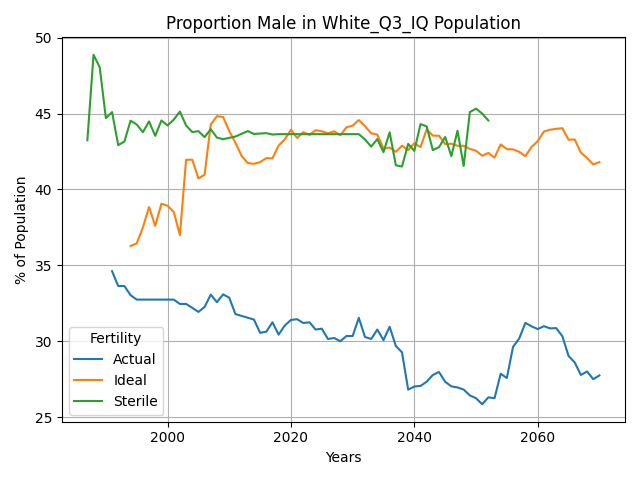 Proportion Male in White_Q3_IQ Population
% of Population
50
45
40
35
30
25
Fertility
Actual
Ideal
Sterile
2000
2020
2040
2060
Years